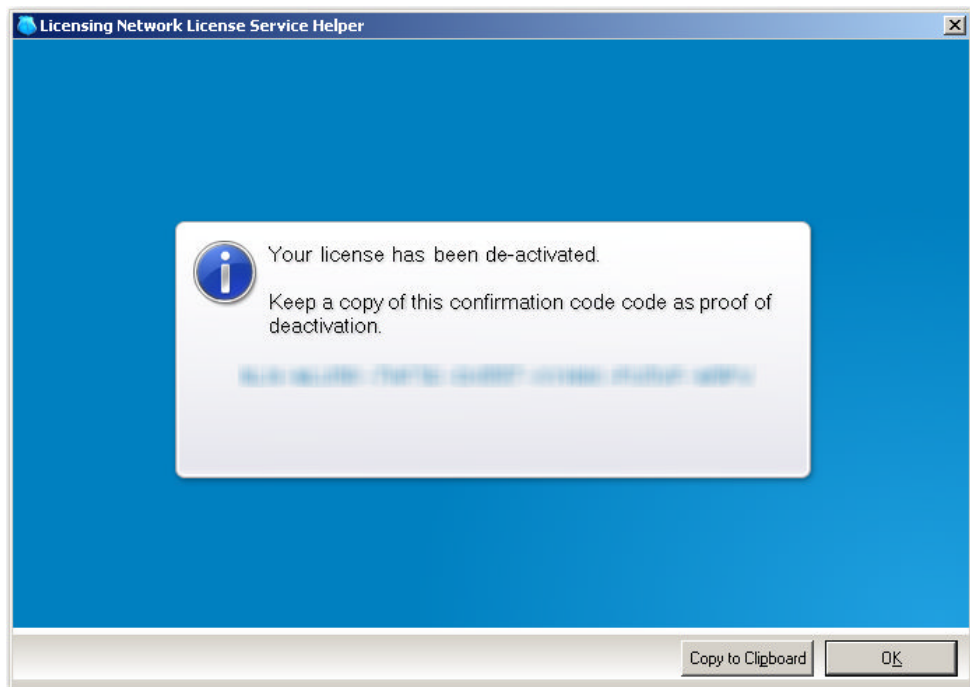 Licensing Network License Service Helper
Your license has been de-activated.
Keep a copy of this confirmation code code as proof of
deactivation.
Copy to Clipboard
OK